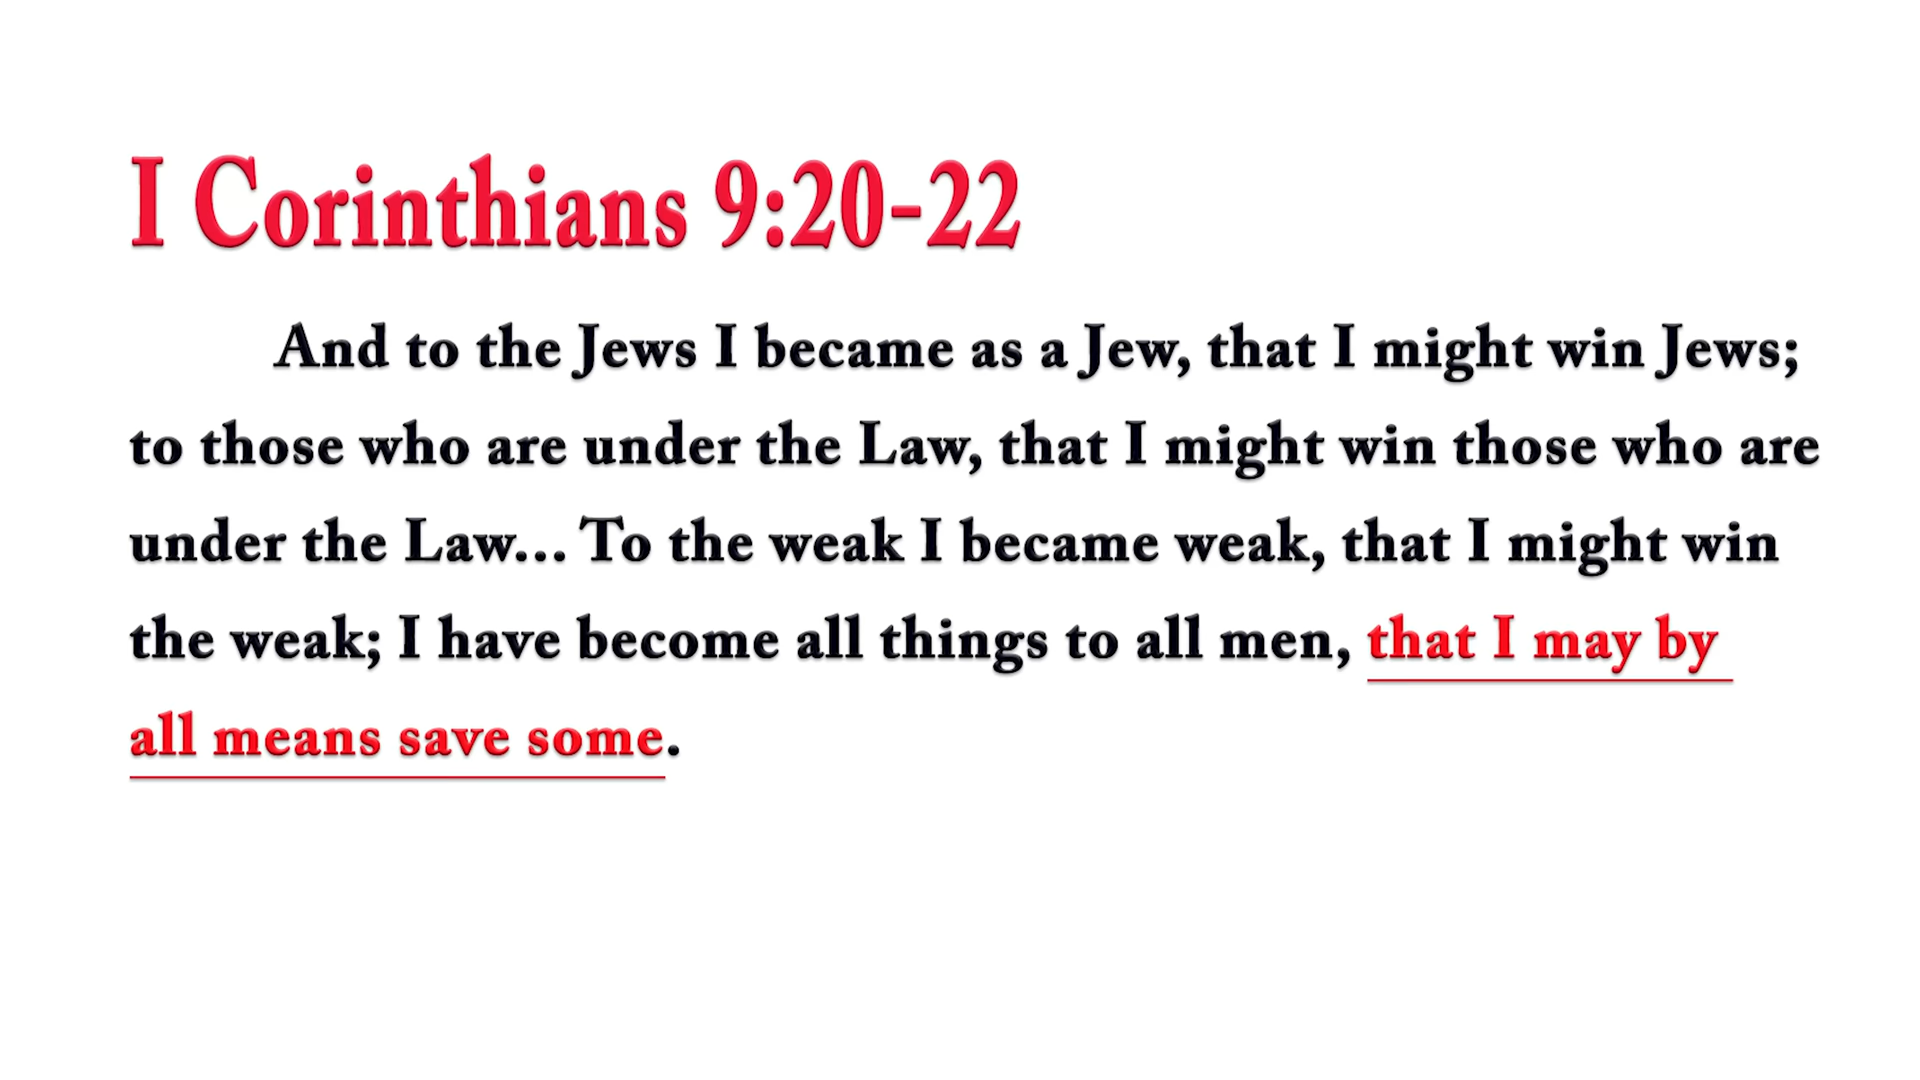 I Corinthians 9:20-22
And to the Jews I became as a Jew, that I might win Jews;
to those who are under the Law, that I might win those who are
under the Law... To the weak I became weak, that I might win
the weak; I have become all things to all men, that I may by
all means save some.